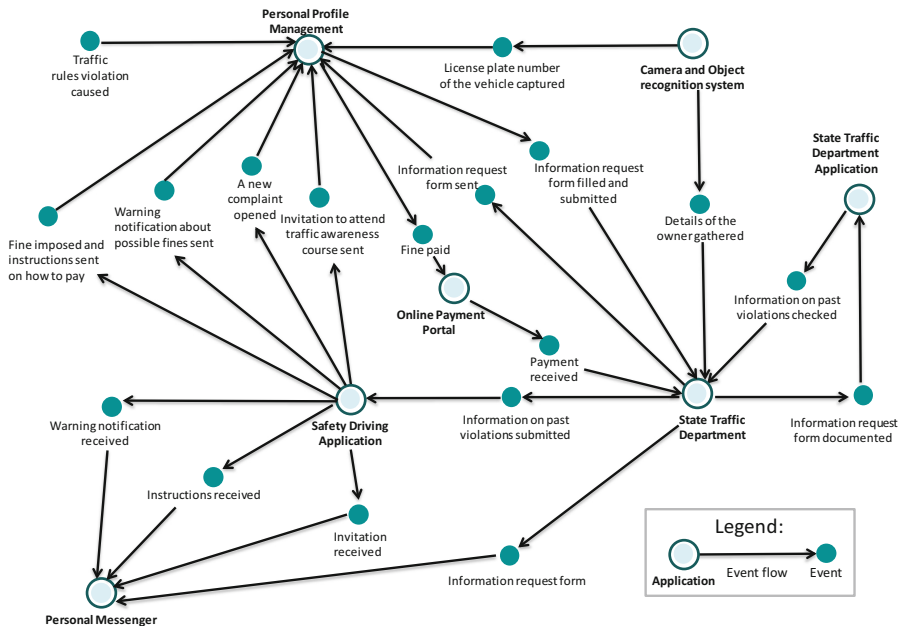 Personal Profile
Management
Traffic
rules violation
caused
License plate number
of the vehicle captured
Camera and Object
recognition system
State Traffic
Department
Application
A new
complaint
opened
Information request
form sent
Information request
form filled and
submitted
Warning
notification about
possible fines sent
Invitation to attend
traffic awareness
course sent
Fine imposed and
instructions sent
on how to pay
Fine paid
Details of the
owner gathered
Online Payment
Portal
Information on past
violations checked
Payment
received
Warning notification
received
Safety Driving
Application
Information on past
violations submitted
State Traffic
Department
Information request
form documented
Instructions received
Invitation
received
Information request form
Personal Messenger
Legend:
Application
Event flow
Event